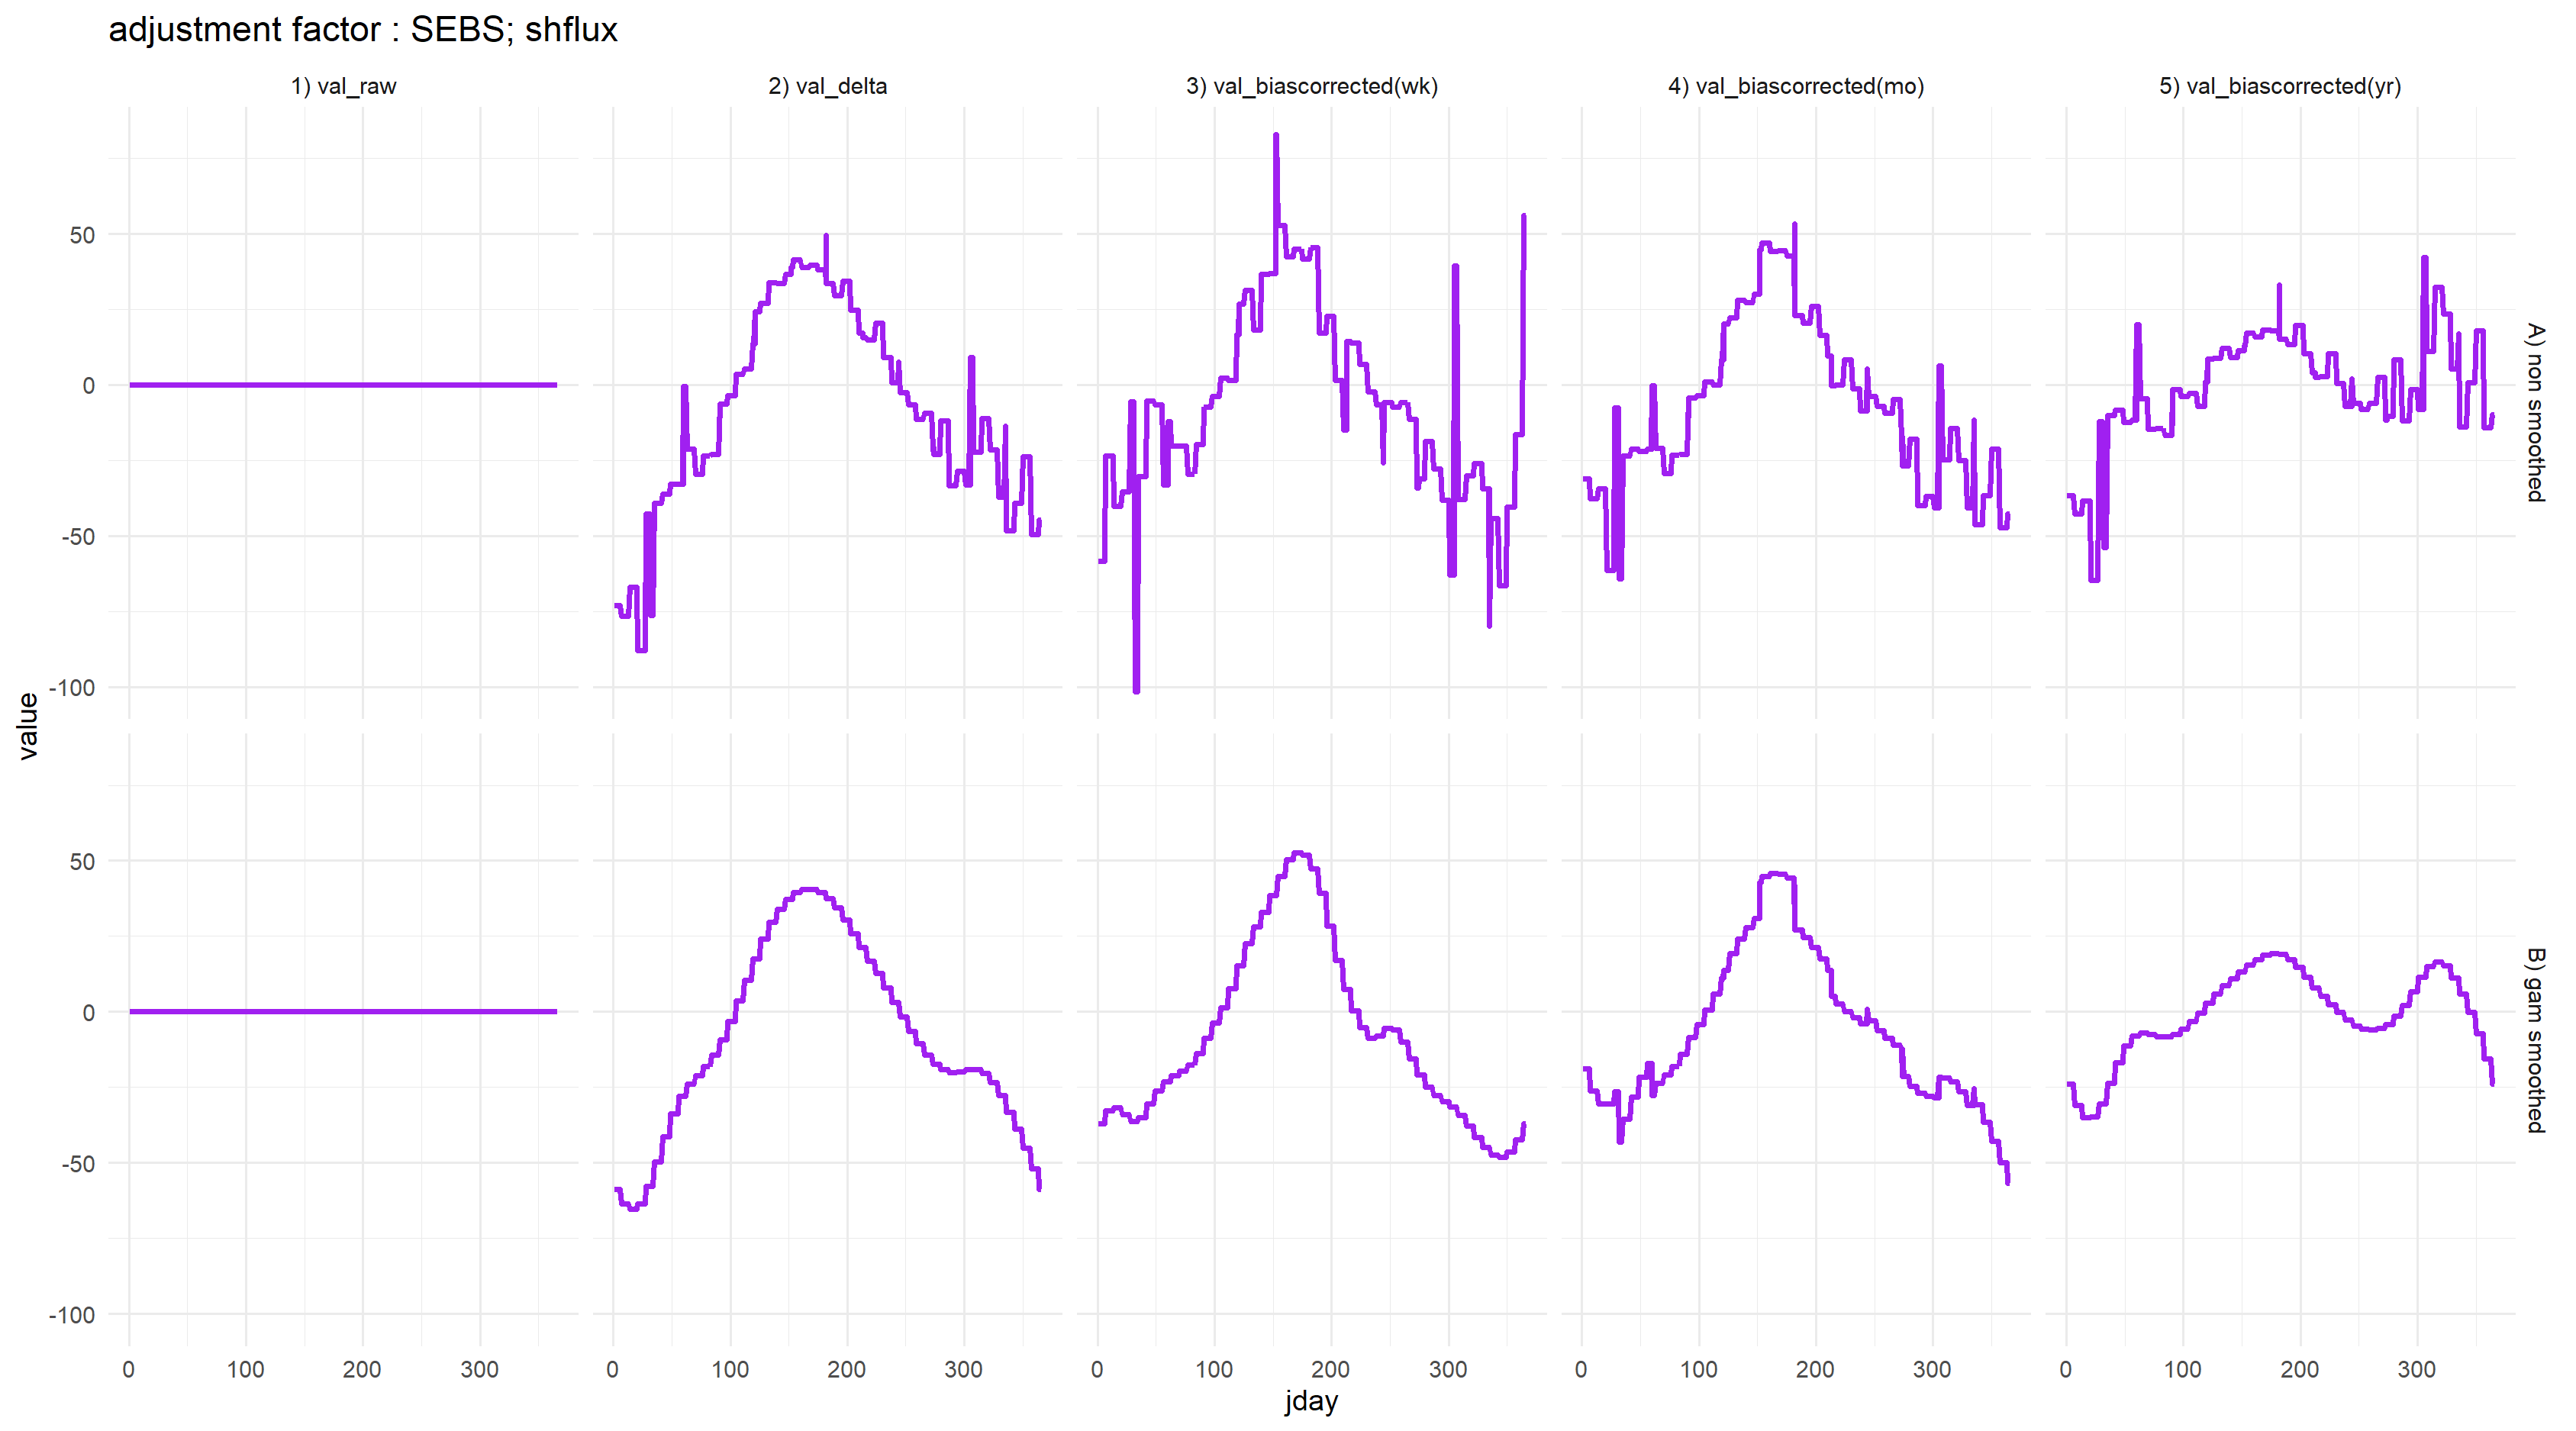 adjustment factor : SEBS; shflux
1) val_raw
2) val_delta
3) val_biascorrected(wk)
4) val_biascorrected(mo)
5) val_biascorrected(yr)
50
0
-50
-100
A) non smoothed
value
50
0
-50
-100
B) gam smoothed
0 100 200 300
0 100 200 300
0 100 200 300
0 100 200 300
0 100 200 300
jday